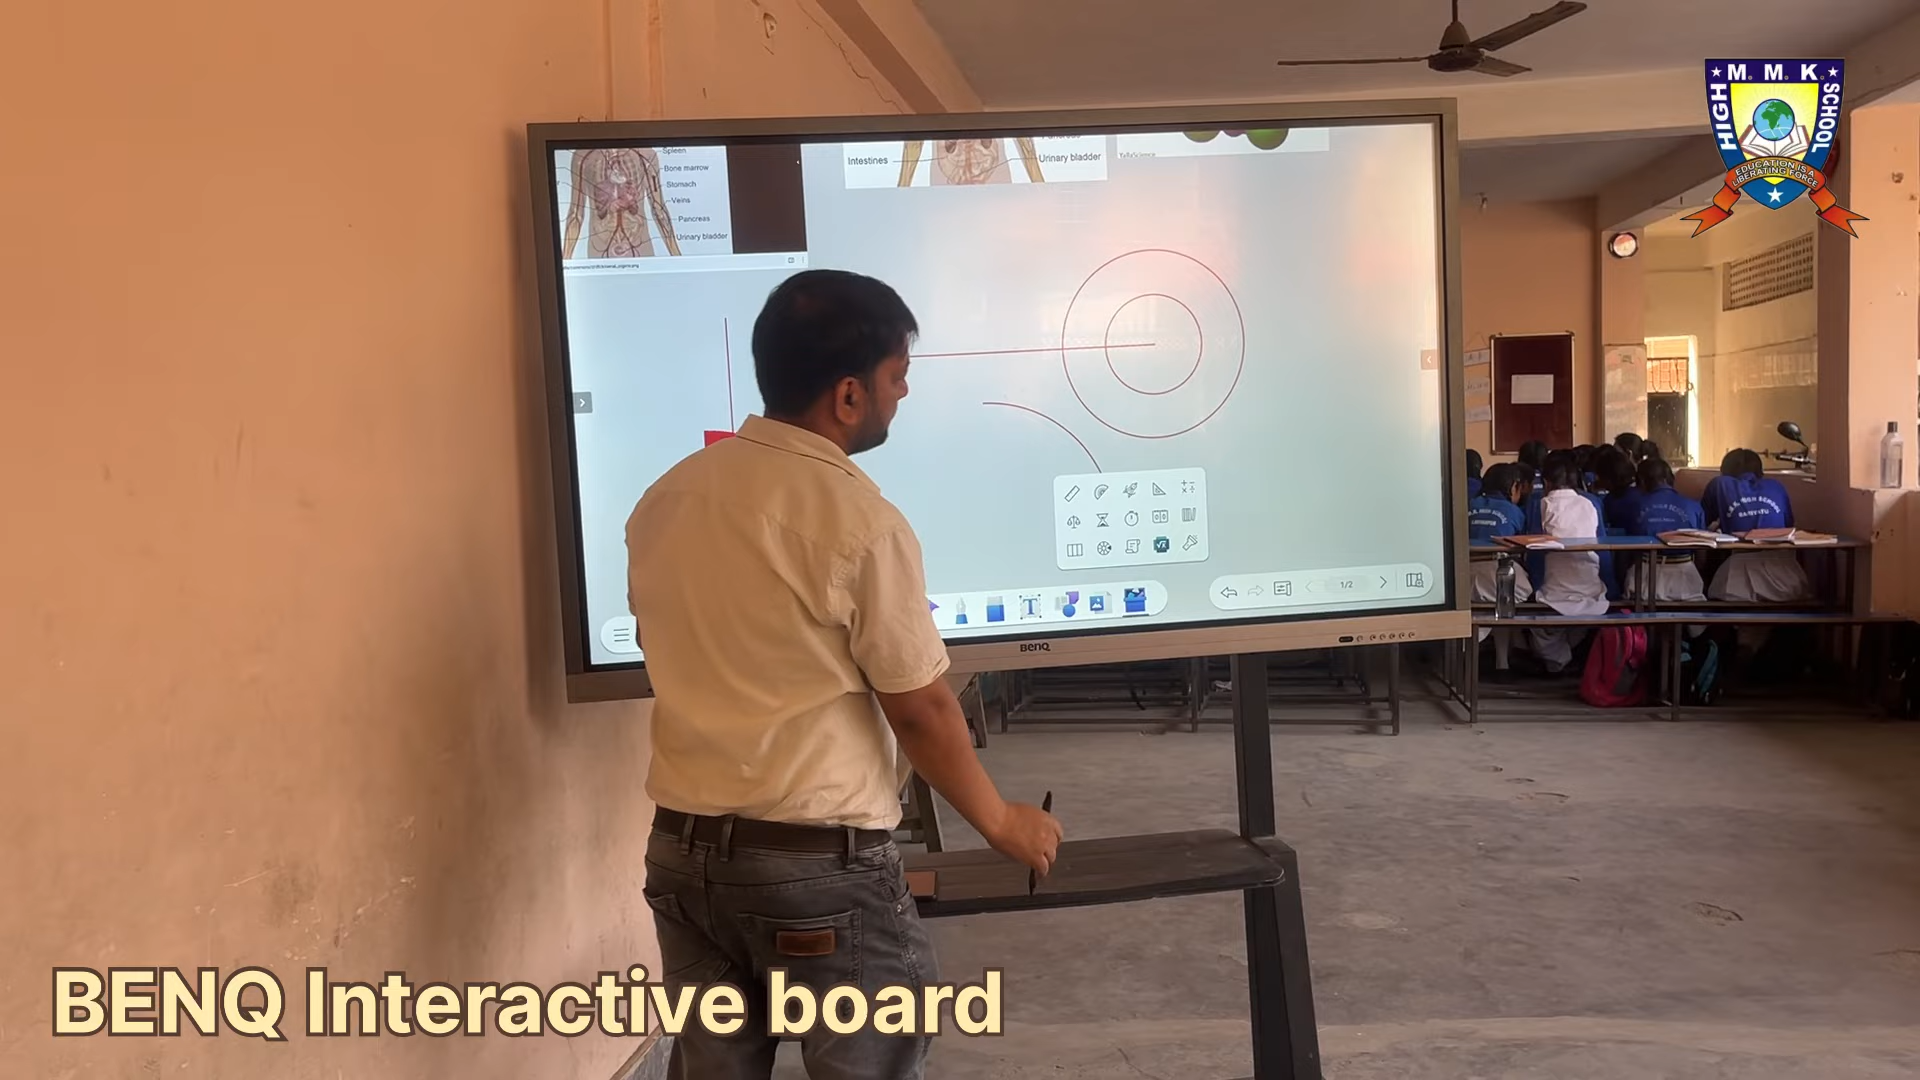 M. M. K.
HIGH
SCHOOL
EDUCATION IS A
LIBERATING FORCE
Spleen
Bone marrow
Stomach
Veins
Pancreas
Urinary bladder
Intestines
Urinary bladder
YallaScience
T
1/2
BenQ
BENQ Interactive board